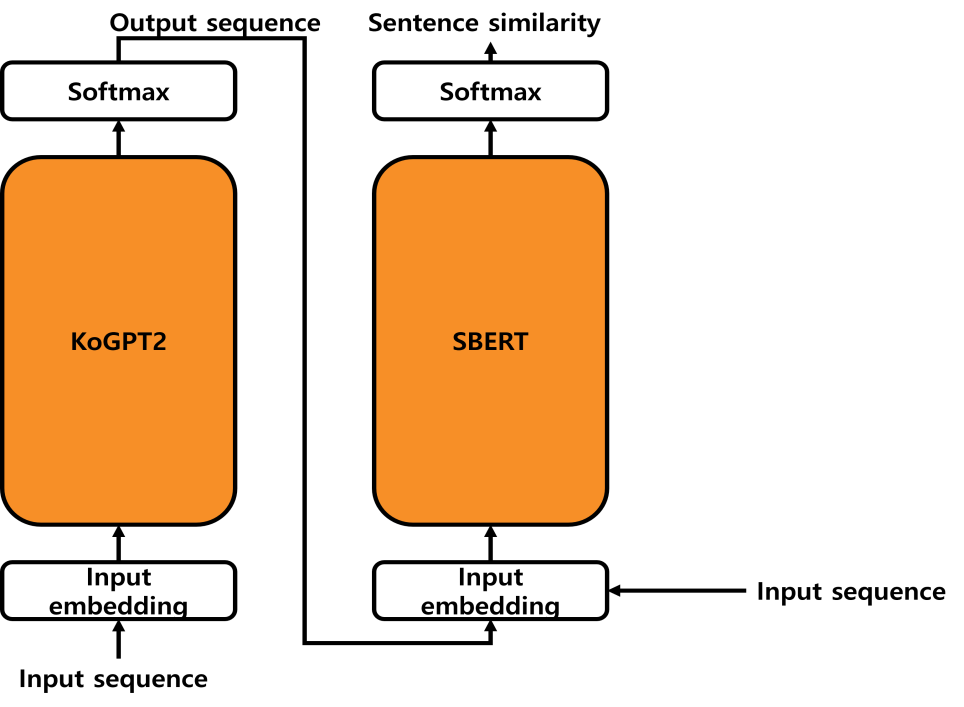 Output sequence
Sentence similarity
Softmax
Softmax
KoGPT2
SBERT
Input
embedding
Input
embedding
Input sequence
Input sequence